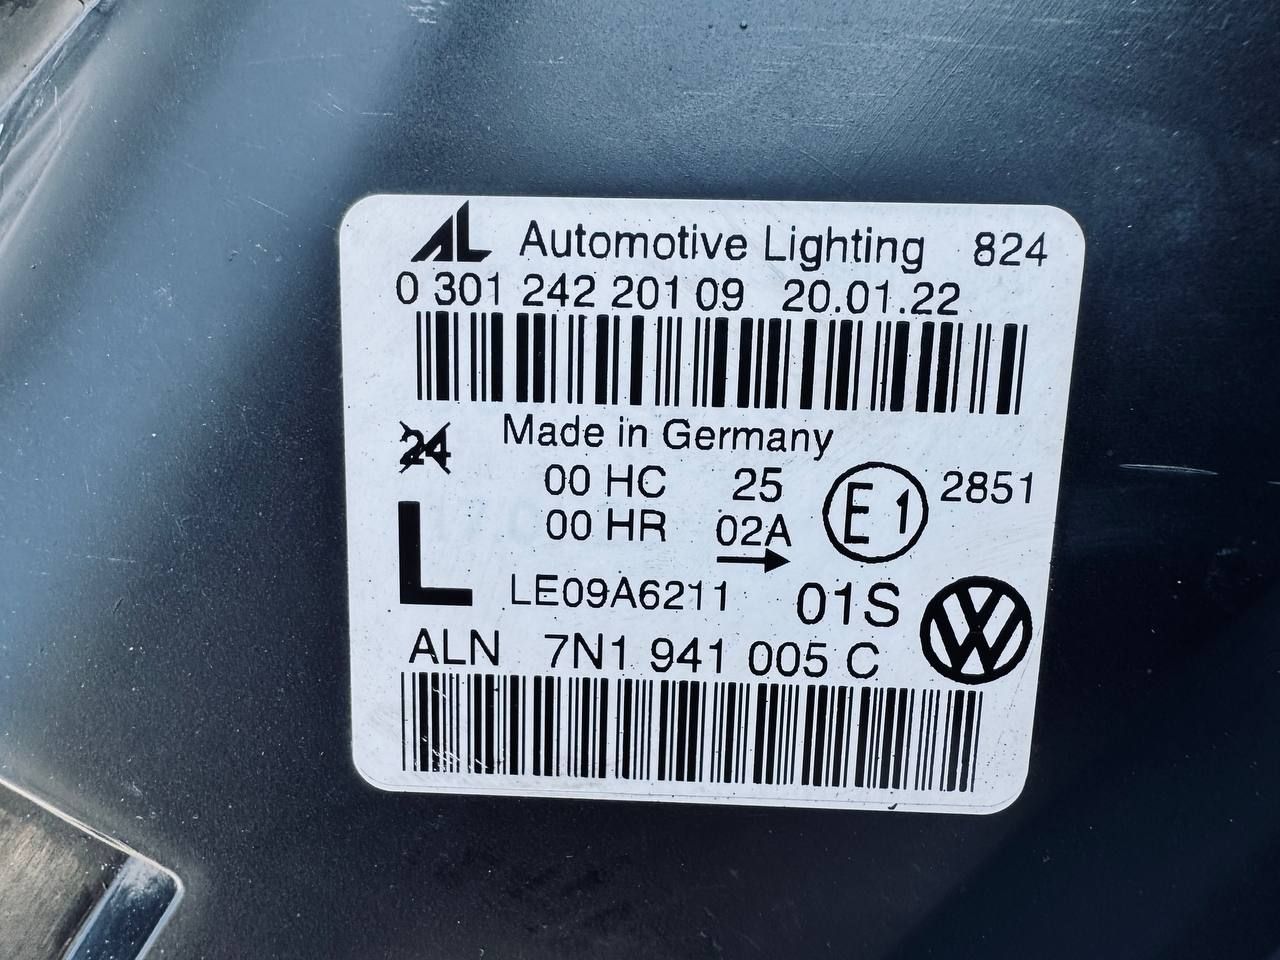 AL Automotive Lighting 824
0 301 242 201 09 20.01.22
Made in Germany
24
00 HC 25 E1 2851
00 HR 02A
L LE09A6211 01S
ALN 7N1 941 005 C